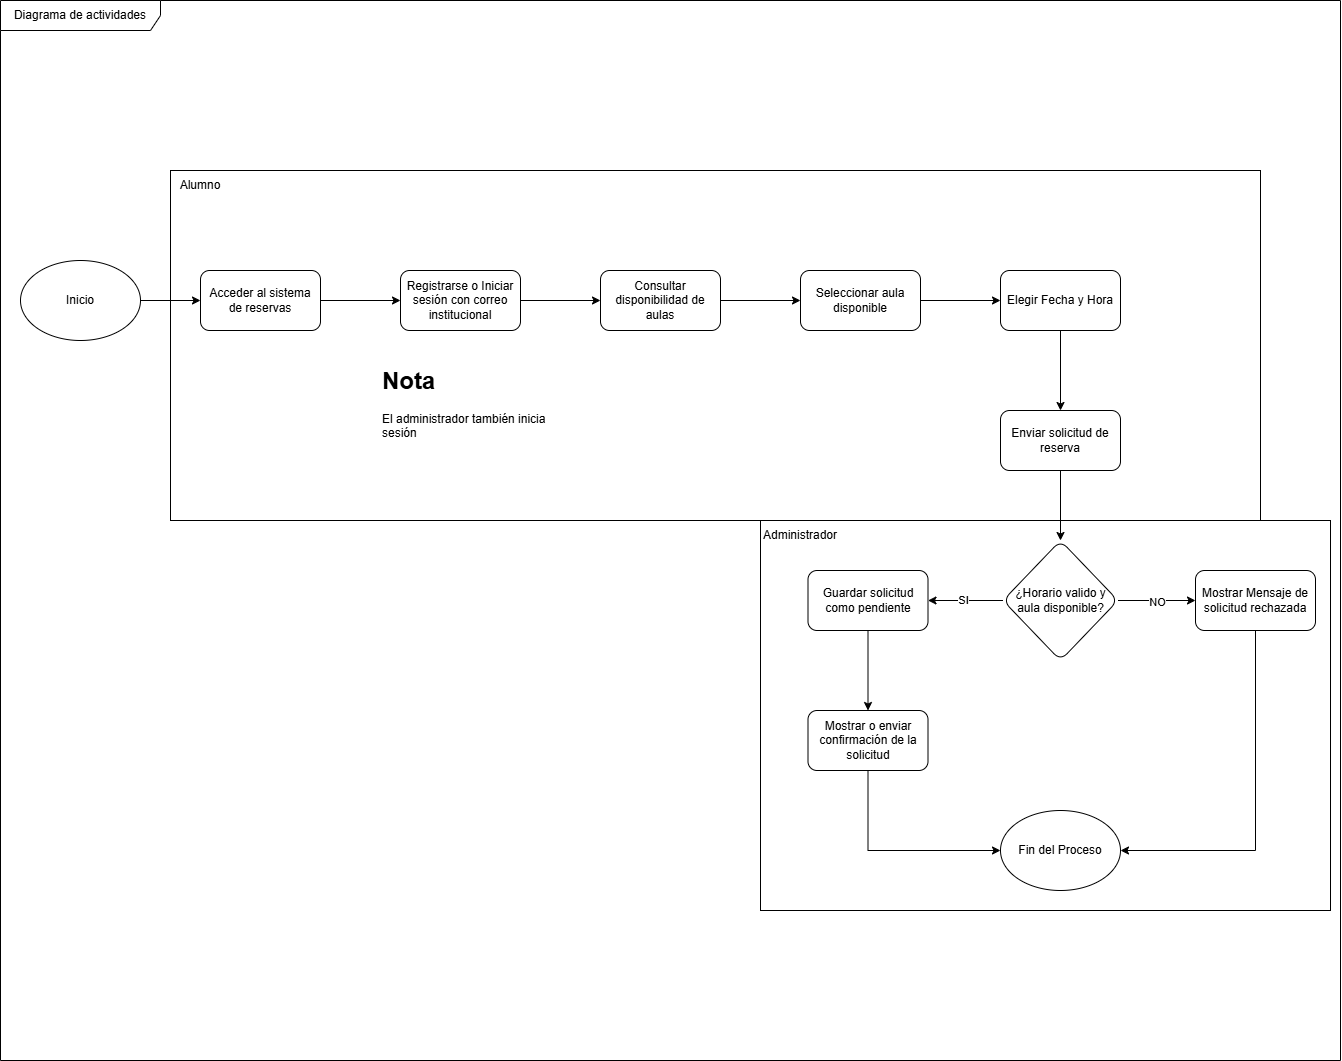 Diagrama de actividades
Alumno
Inicio
Acceder al sistema
de reservas
Registrarse o Iniciar
sesión con correo
institucional
Consultar
disponibilidad de
aulas
Seleccionar aula
disponible
Elegir Fecha y Hora
Nota
El administrador también inicia
sesión
Enviar solicitud de
reserva
Administrador
Guardar solicitud
como pendiente
SI
¿Horario valido y
aula disponible?
NO
Mostrar Mensaje de
solicitud rechazada
Mostrar o enviar
confirmación de la
solicitud
Fin del Proceso